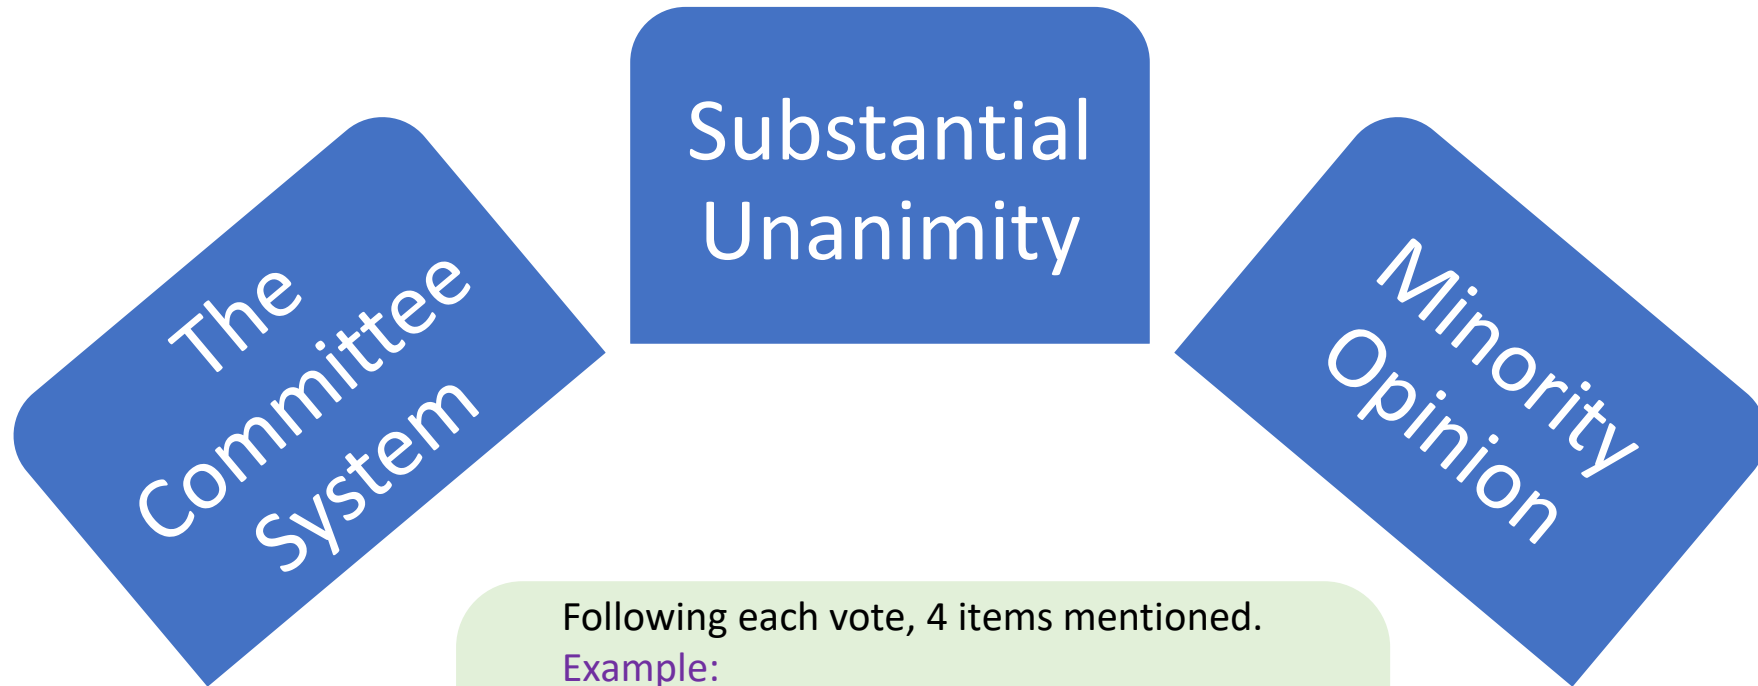 The
Committee
System
Substantial
Unanimity
Minority
Opinion
Following each vote, 4 items mentioned.
Example: